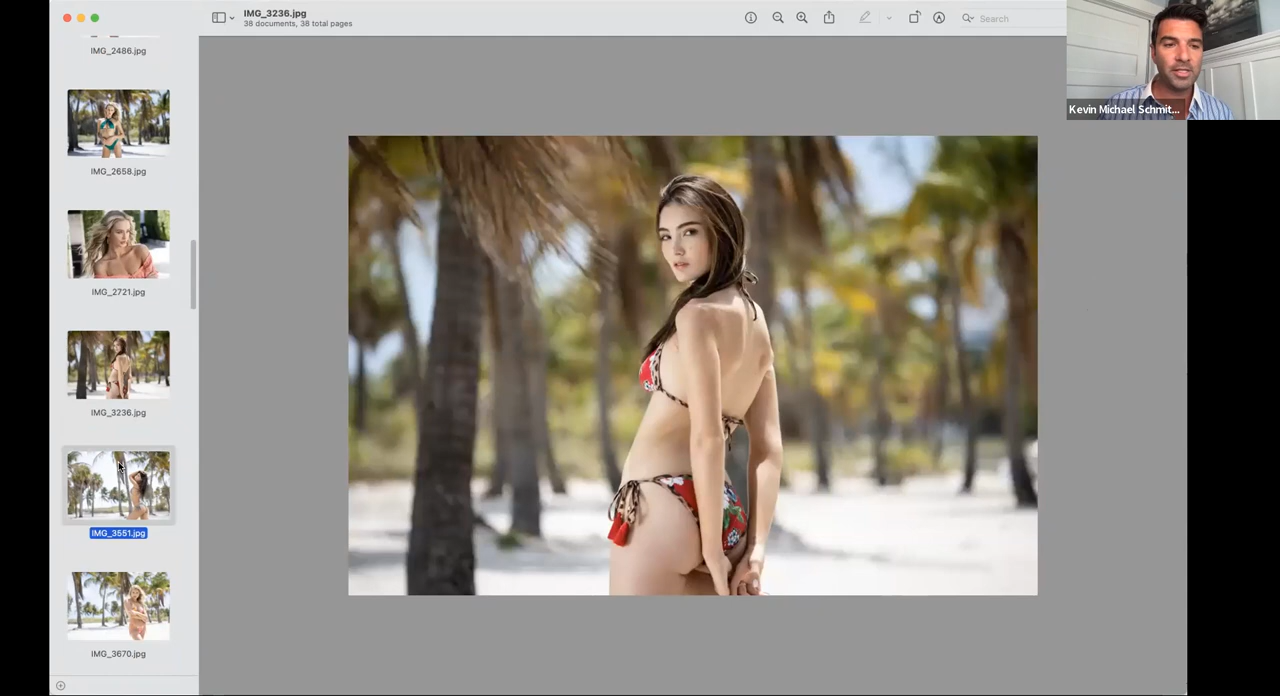 IMG_3236.jpg
38 documents, 38 total pages
Search
Kevin Michael Schmit...
IMG_2486.jpg
IMG_2658.jpg
IMG_2721.jpg
IMG_3236.jpg
IMG_3551.jpg
IMG_3670.jpg